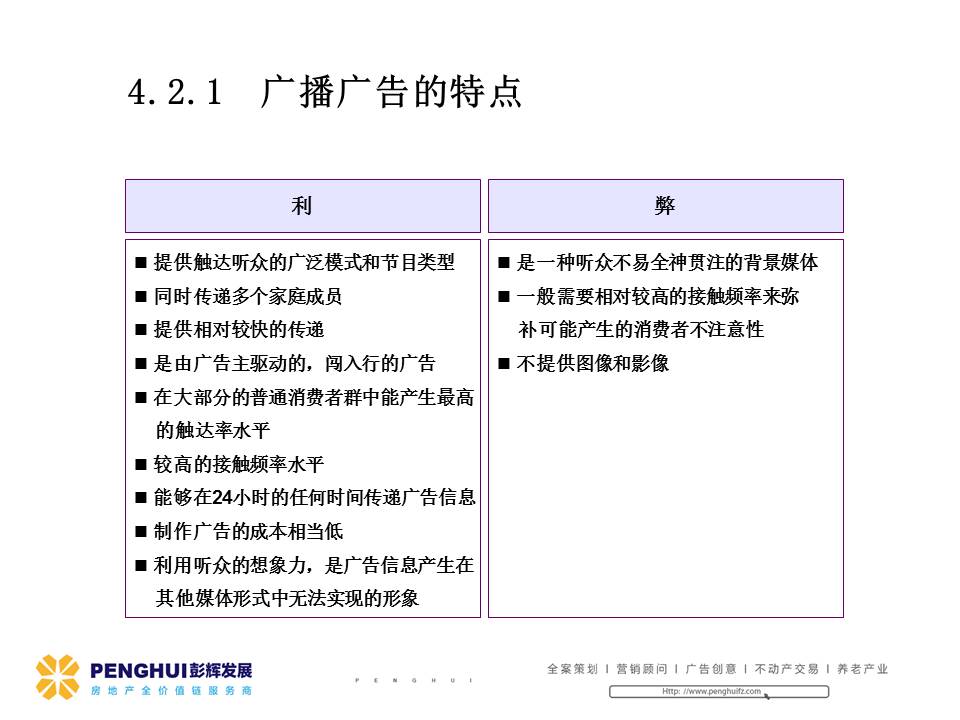 4.2.1 广播广告的特点
利
■ 提供触达听众的广泛模式和节目类型
■ 同时传递多个家庭成员
■ 提供相对较快的传递
■ 是由广告主驱动的，闯入行的广告
■ 在大部分的普通消费者群中能产生最高
的触达率水平
■ 较高的接触频率水平
■ 能够在24小时的任何时间传递广告信息
■ 制作广告的成本相当低
■ 利用听众的想象力，是广告信息产生在
其他媒体形式中无法实现的形象
弊
■ 是一种听众不易全神贯注的背景媒体
■ 一般需要相对较高的接触频率来弥
补可能产生的消费者不注意性
■ 不提供图像和影像
PENGHUI彭辉发展
房地产全价值链服务商
PENGHUI
全案策划 I 营销顾问 I 广告创意 I 不动产交易 I 养老产业
Http: //www.penghuifz.com